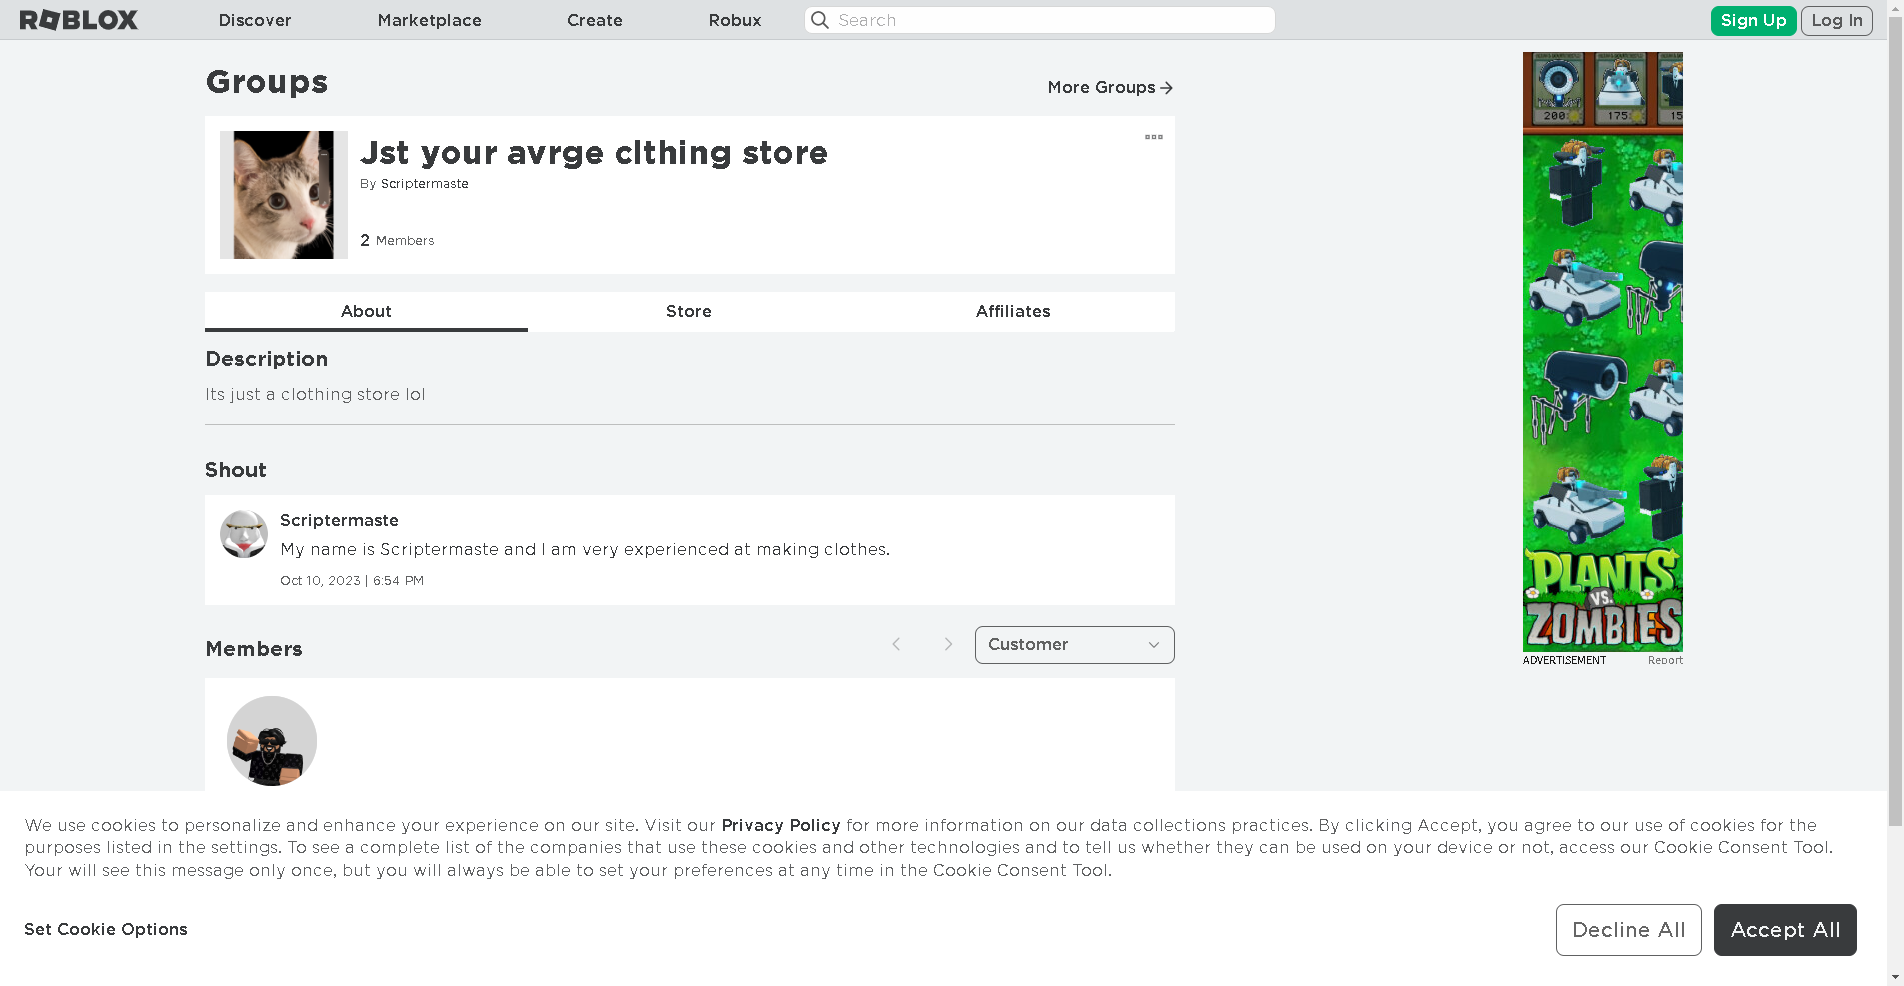 ROBLOX
Discover
Marketplace
Create
Robux
Search
Sign Up
Log In
Groups
More Groups
Jst your avrge clthing store
By Scriptermaste
2 Members
About
Store
Affiliates
Description
Its just a clothing store lol
Shout
Scriptermaste
My name is Scriptermaste and I am very experienced at making clothes.
Oct 10, 2023 | 6:54 PM
Members
Customer
200
175
15
PLANTS
VS.
ZOMBIES
ADVERTISEMENT
Report
We use cookies to personalize and enhance your experience on our site. Visit our Privacy Policy for more information on our data collections practices. By clicking Accept, you agree to our use of cookies for the
purposes listed in the settings. To see a complete list of the companies that use these cookies and other technologies and to tell us whether they can be used on your device or not, access our Cookie Consent Tool.
Your will see this message only once, but you will always be able to set your preferences at any time in the Cookie Consent Tool.
Set Cookie Options
Decline All
Accept All